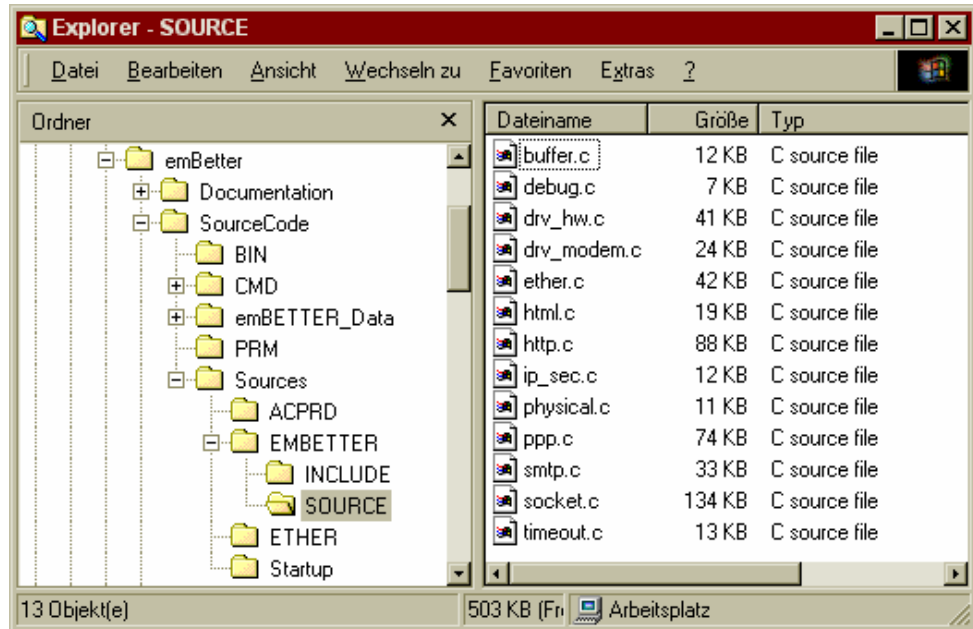 Explorer - SOURCE
Datei Bearbeiten Ansicht Wechseln zu Favoriten Extras ?
Ordner
emBetter
Documentation
SourceCode
BIN
CMD
emBETTER_Data
PRM
Sources
ACPRD
EMBETTER
INCLUDE
SOURCE
ETHER
Startup
Dateiname Größe Typ
buffer.c 12 KB C source file
debug.c 7 KB C source file
drv_hw.c 41 KB C source file
drv_modem.c 24 KB C source file
ether.c 42 KB C source file
html.c 19 KB C source file
http.c 88 KB C source file
ip_sec.c 12 KB C source file
physical.c 11 KB C source file
ppp.c 74 KB C source file
smtp.c 33 KB C source file
socket.c 134 KB C source file
timeout.c 13 KB C source file
13 Objekt(e) 503 KB (Fr Arbeitsplatz